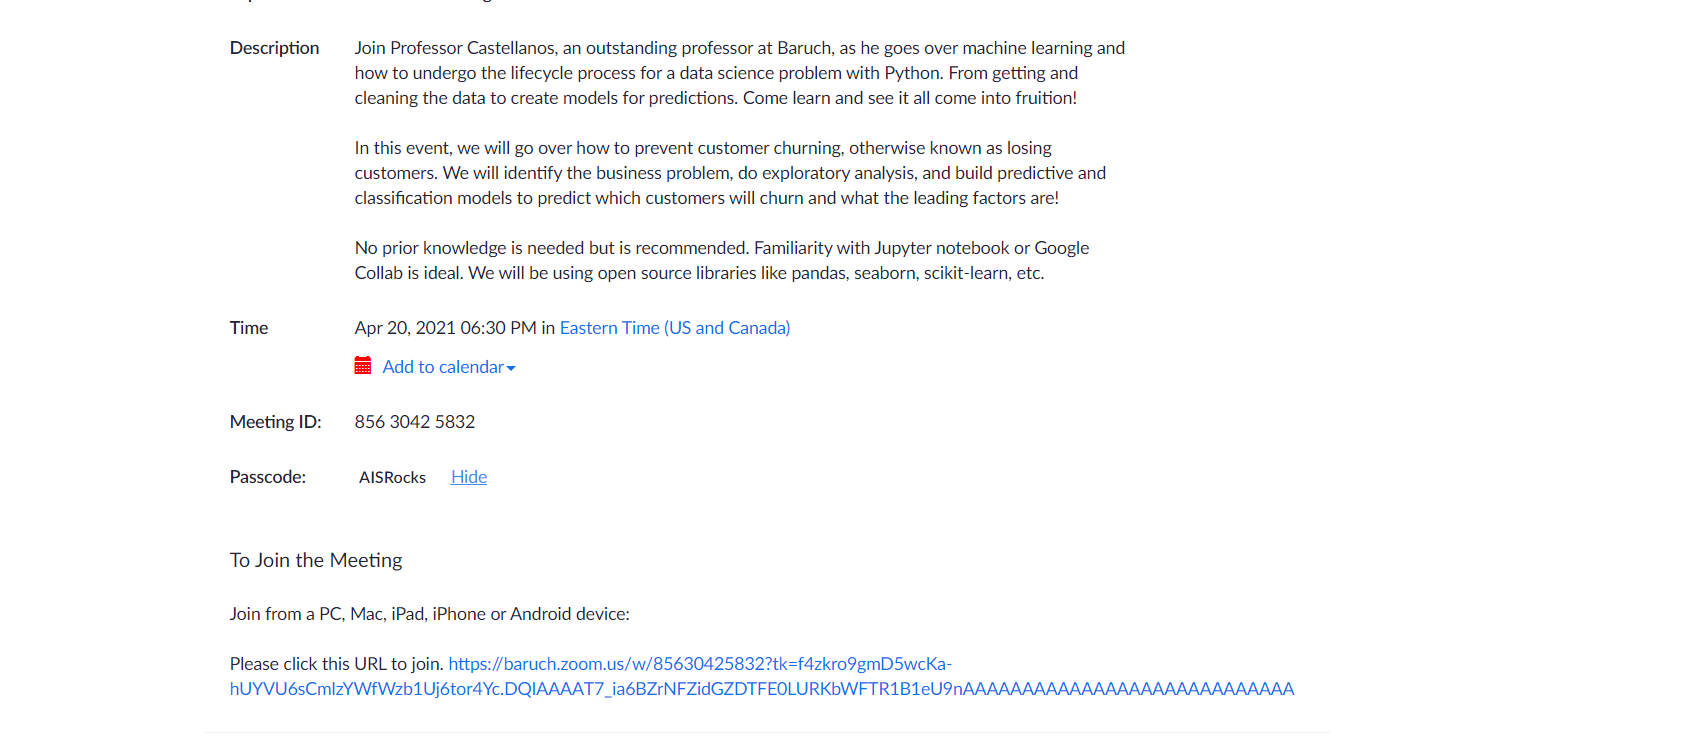 Description Join Professor Castellanos, an outstanding professor at Baruch, as he goes over machine learning and
how to undergo the lifecycle process for a data science problem with Python. From getting and
cleaning the data to create models for predictions. Come learn and see it all come into fruition!
In this event, we will go over how to prevent customer churning, otherwise known as losing
customers. We will identify the business problem, do exploratory analysis, and build predictive and
classification models to predict which customers will churn and what the leading factors are!
No prior knowledge is needed but is recommended. Familiarity with Jupyter notebook or Google
Collab is ideal. We will be using open source libraries like pandas, seaborn, scikit-learn, etc.
Time Apr 20, 2021 06:30 PM in Eastern Time (US and Canada)
Add to calendar
Meeting ID: 856 3042 5832
Passcode: AISRocks Hide
To Join the Meeting
Join from a PC, Mac, iPad, iPhone or Android device:
Please click this URL to join. https://baruch.zoom.us/w/85630425832?tk=f4zkro9gmD5wcKa-
hUYVU6sCmlzYWfWzb1Uj6tor4Yc.DQIAAAAT7_ia6BZrNFZidGZDTFE0LURKbWFTR1B1eU9nAAAAAAAAAAAAAAAAAAAAAAAAAAAA